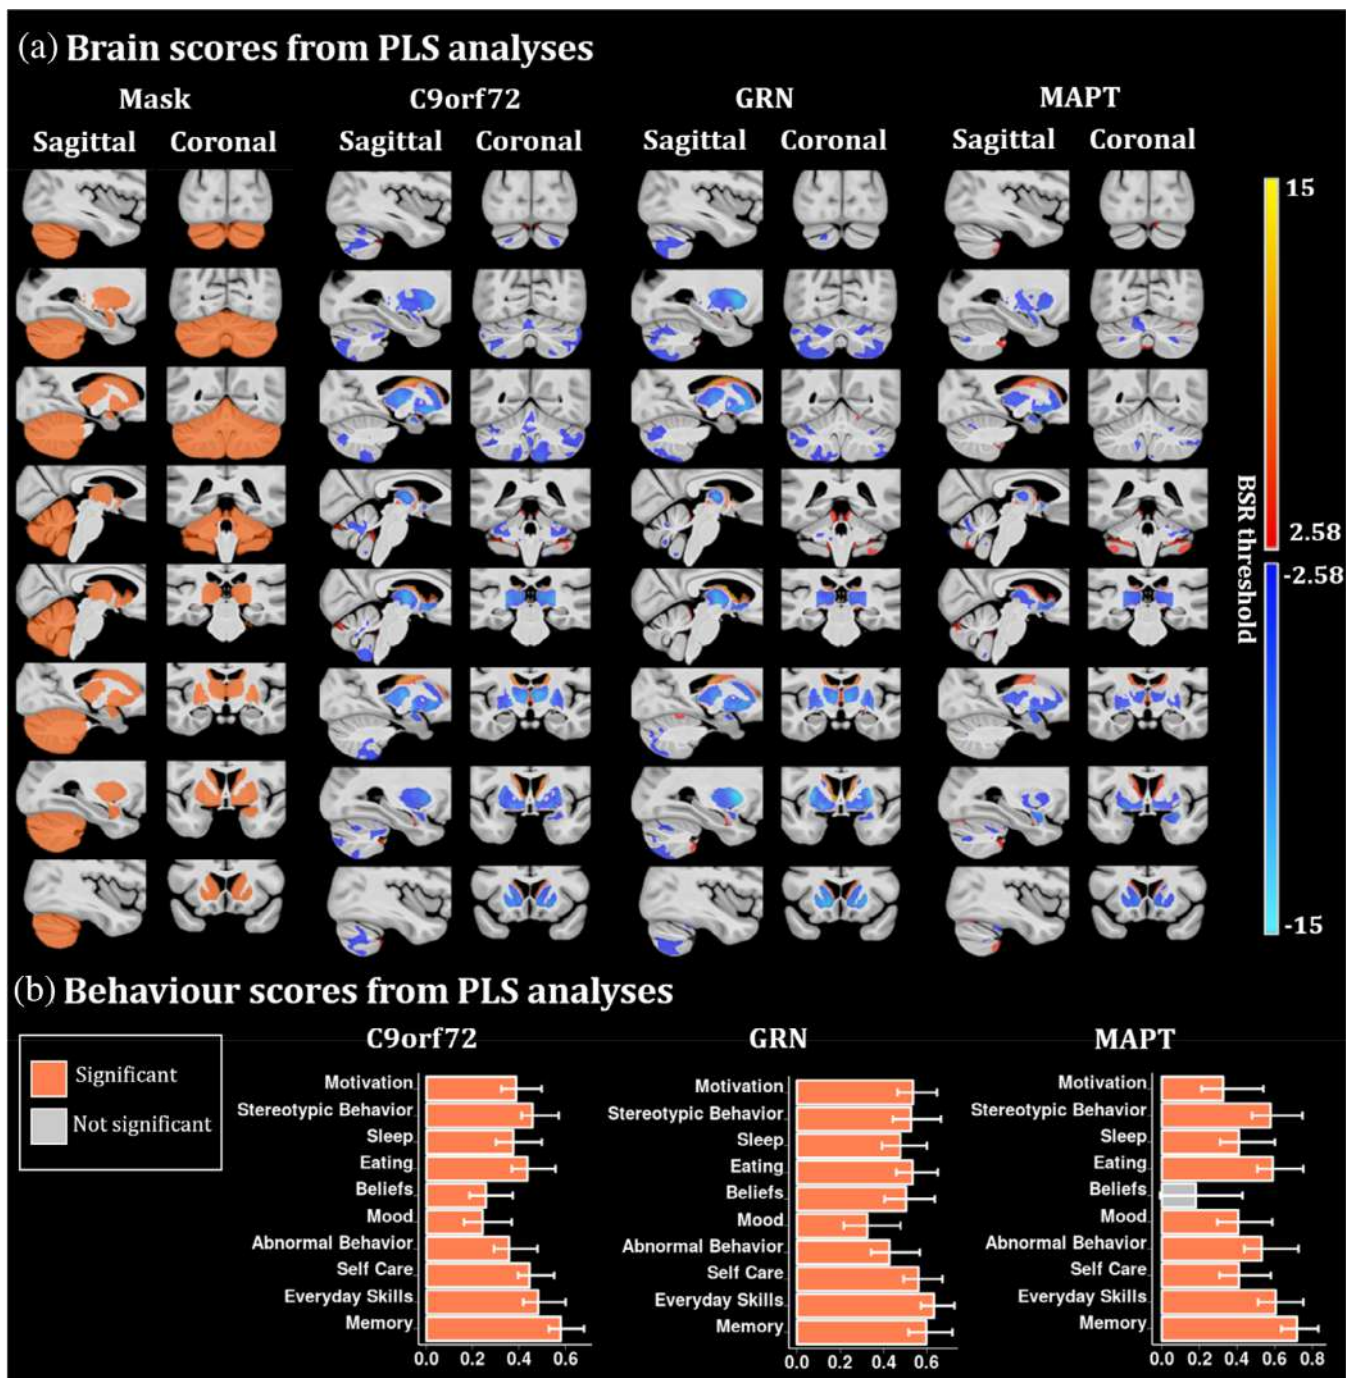 (a) Brain scores from PLS analyses
Mask C9orf72 GRN MAPT
Sagittal Coronal Sagittal Coronal Sagittal Coronal Sagittal Coronal
15
2.58
-2.58
-15
BSR threshold
(b) Behaviour scores from PLS analyses
Significant
Not significant
C9orf72
Motivation
Stereotypic Behavior
Sleep
Eating
Beliefs
Mood
Abnormal Behavior
Self Care
Everyday Skills
Memory
0.0 0.2 0.4 0.6
GRN
Motivation
Stereotypic Behavior
Sleep
Eating
Beliefs
Mood
Abnormal Behavior
Self Care
Everyday Skills
Memory
0.0 0.2 0.4 0.6
MAPT
Motivation
Stereotypic Behavior
Sleep
Eating
Beliefs
Mood
Abnormal Behavior
Self Care
Everyday Skills
Memory
0.0 0.2 0.4 0.6 0.8